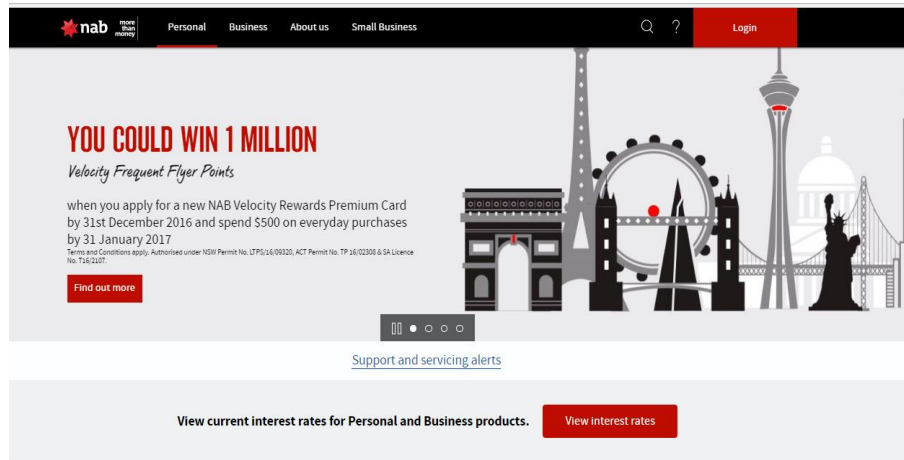 nab more than money Personal Business About us Small Business ? Login
YOU COULD WIN 1 MILLION
Velocity Frequent Flyer Points
when you apply for a new NAB Velocity Rewards Premium Card
by 31st December 2016 and spend $500 on everyday purchases
by 31 January 2017
Terms and Conditions apply. Authorised under NSW Permit No. LTPS/16/09320, ACT Permit No. TP 16/02308 & SA Licence
No. T16/2107.
Find out more
Support and servicing alerts
View current interest rates for Personal and Business products. View interest rates